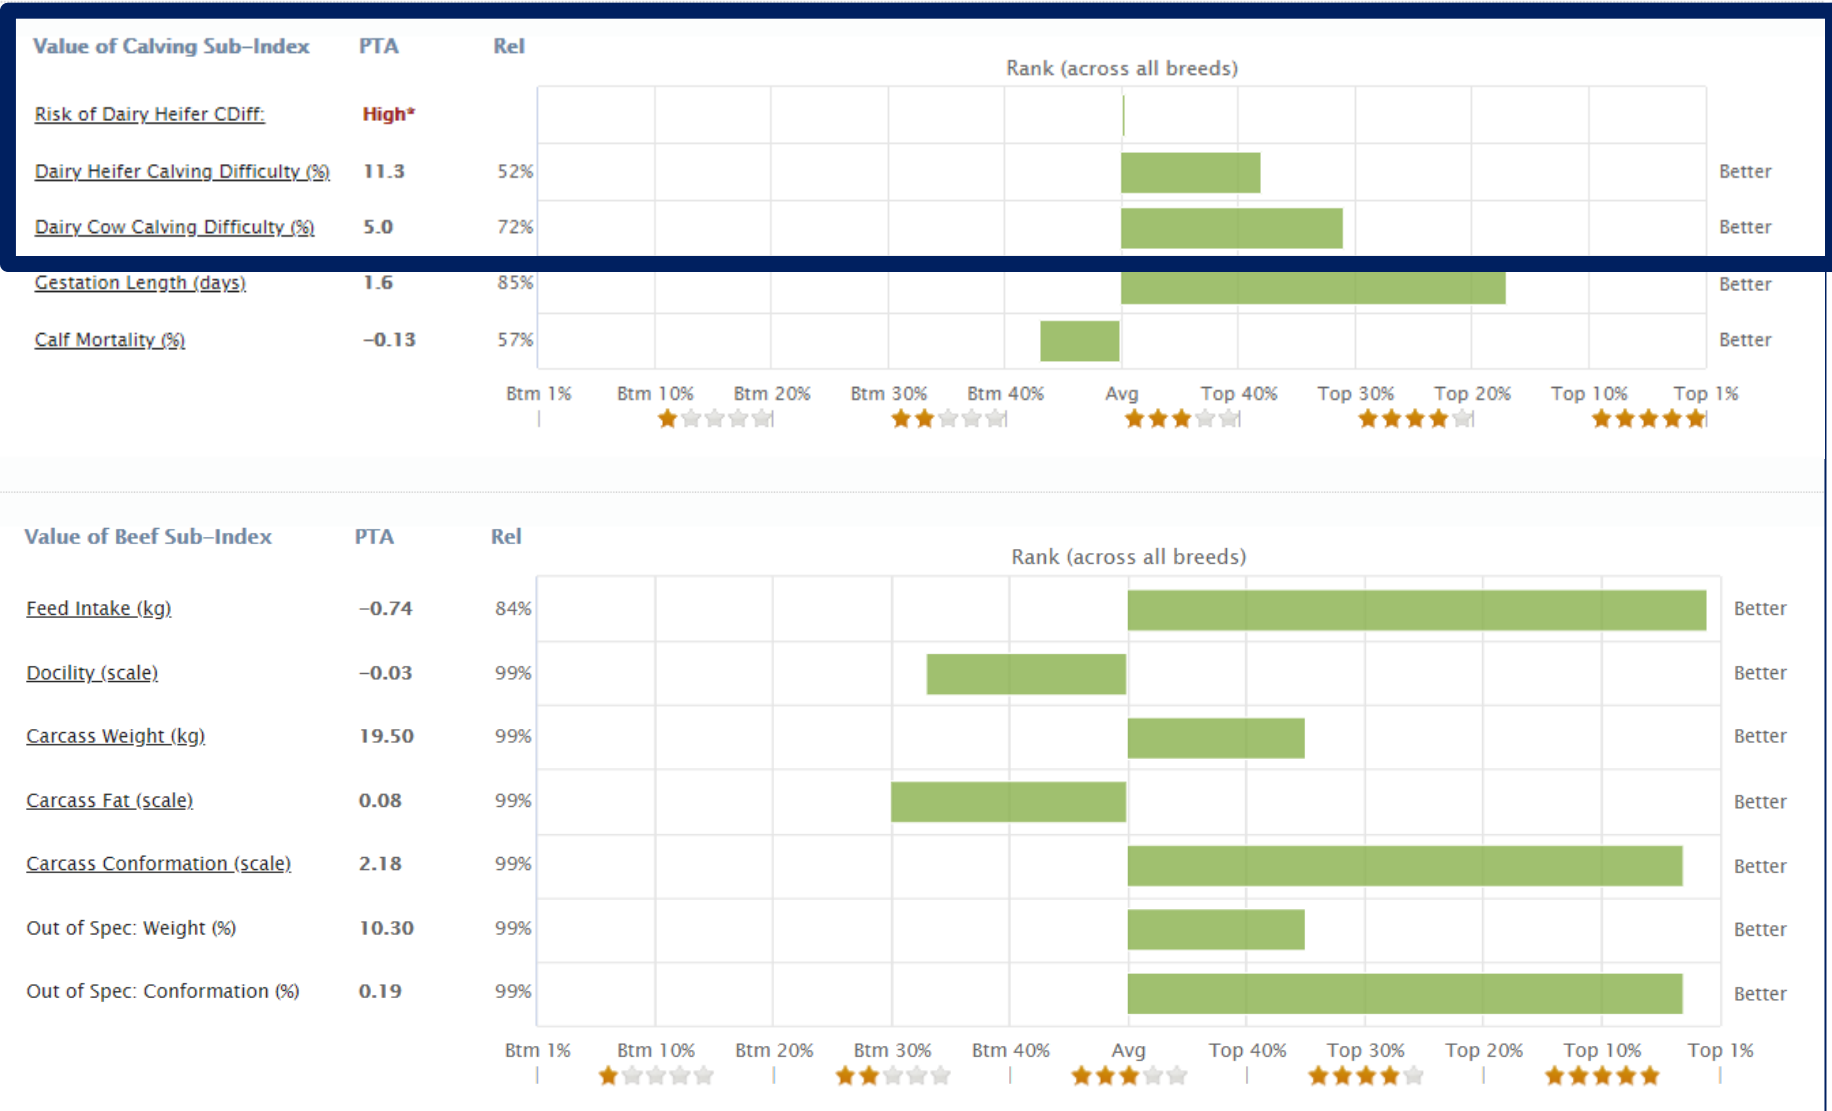 Value of Calving Sub-Index PTA Rel
Rank (across all breeds)
Risk of Dairy Heifer CDiff: High*
Dairy Heifer Calving Difficulty (%) 11.3 52% Better
Dairy Cow Calving Difficulty (%) 5.0 72% Better
Gestation Length (days) 1.6 85% Better
Calf Mortality (%) -0.13 57% Better
Btm 1% Btm 10% Btm 20% Btm 30% Btm 40% Avg Top 40% Top 30% Top 20% Top 10% Top 1%
Value of Beef Sub-Index PTA Rel
Rank (across all breeds)
Feed Intake (kg) -0.74 84% Better
Docility (scale) -0.03 99% Better
Carcass Weight (kg) 19.50 99% Better
Carcass Fat (scale) 0.08 99% Better
Carcass Conformation (scale) 2.18 99% Better
Out of Spec: Weight (%) 10.30 99% Better
Out of Spec: Conformation (%) 0.19 99% Better
Btm 1% Btm 10% Btm 20% Btm 30% Btm 40% Avg Top 40% Top 30% Top 20% Top 10% Top 1%